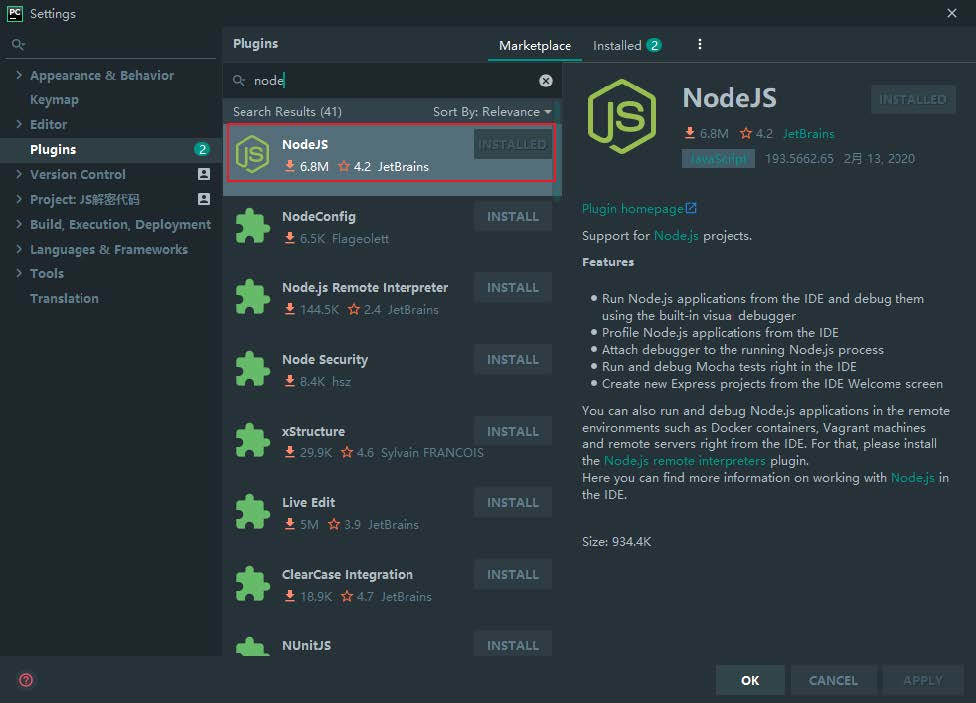 PC
Settings
Appearance & Behavior
Keymap
Editor
Plugins 2
Version Control
Project: JS解密代码
Build, Execution, Deployment
Languages & Frameworks
Tools
Translation
Plugins
Marketplace Installed 2
node
Search Results (41) Sort By: Relevance
JS
NodeJS INSTALLED
6.8M 4.2 JetBrains
NodeConfig INSTALL
6.5K Flageolett
Node.js Remote Interpreter INSTALL
144.5K 2.4 JetBrains
Node Security INSTALL
8.4K hsz
xStructure INSTALL
29.9K 4.6 Sylvain FRANCOIS
Live Edit INSTALL
5M 3.9 JetBrains
ClearCase Integration INSTALL
18.9K 4.7 JetBrains
NUnitJS INSTALL
JS
NodeJS INSTALLED
6.8M 4.2 JetBrains
JavaScript 193.5662.65 2月 13, 2020
Plugin homepage
Support for Node.js projects.
Features
Run Node.js applications from the IDE and debug them
using the built-in visua debugger
Profile Node.js applications from the IDE
Attach debugger to the running Node.js process
Run and debug Mocha tests right in the IDE
Create new Express projects from the IDE Welcome screen
You can also run and debug Node.js applications in the remote
environments such as Docker containers, Vagrant machines
and remote servers right from the IDE. For that, please install
the Node.js remote interpreters plugin.
Here you can find more information on working with Node.js in
the IDE.
Size: 934.4K
?
OK CANCEL APPLY